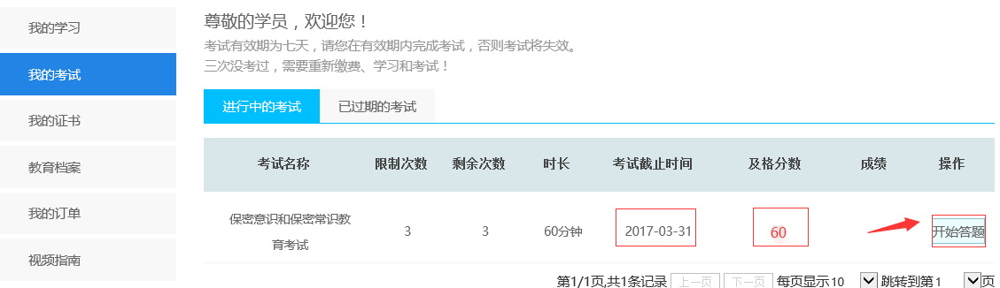 我的学习
我的考试
我的证书
教育档案
我的订单
视频指南
尊敬的学员，欢迎您！
考试有效期为七天，请您在有效期内完成考试，否则考试将失效。
三次没考过，需要重新缴费、学习和考试！
进行中的考试 已过期的考试
考试名称 限制次数 剩余次数 时长 考试截止时间 及格分数 成绩 操作
保密意识和保密常识教
育考试
3 3 60分钟 2017-03-31 60 开始答题
第1/1页,共1条记录 上一页 下一页 每页显示10 跳转到第1 页